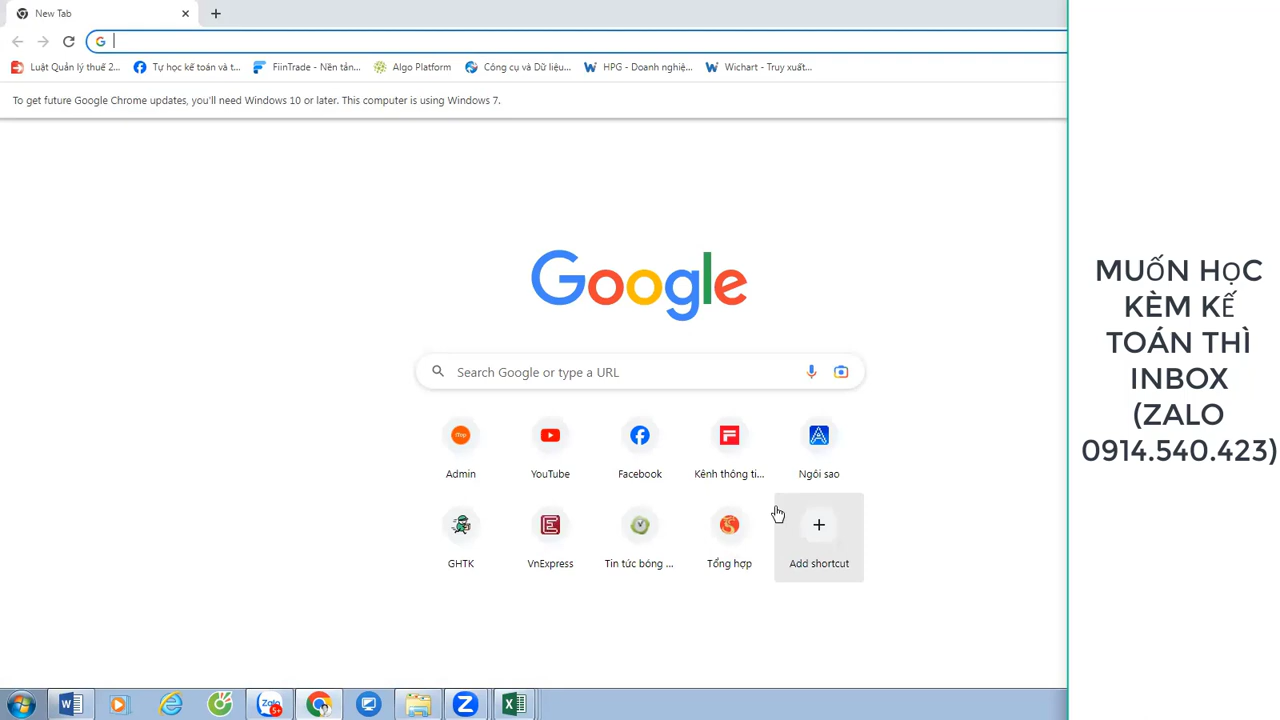 New Tab
Luật Quản lý thuế 2...
Tự học kế toán và t...
FiinTrade - Nền tản...
Algo Platform
Công cụ và Dữ liệu...
HPG - Doanh nghiệ...
Wichart - Truy xuất...
To get future Google Chrome updates, you'll need Windows 10 or later. This computer is using Windows 7.
Google
Search Google or type a URL
Admin
YouTube
Facebook
Kênh thông ti...
Ngôi sao
GHTK
VnExpress
Tin tức bóng ...
Tổng hợp
Add shortcut
Zalo
5+
MUỐN HỌC
KÈM KẾ
TOÁN THÌ
INBOX
(ZALO
0914.540.423)